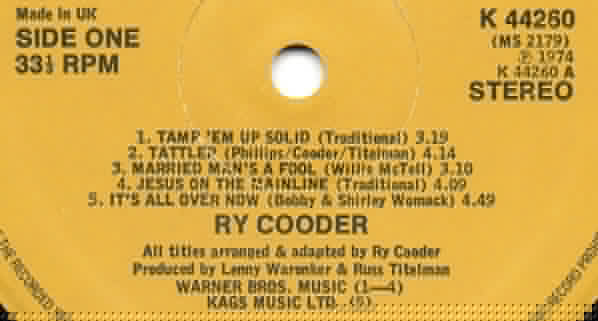 Made in UK
SIDE ONE
33⅓ RPM
K 44260
(MS 2179)
Ⓟ 1974
K 44260 A
STEREO
1. TAMP 'EM UP SOLID (Traditional) 3.19
2. TATTLER (Phillips/Cooder/Titelman) 4.14
3. MARRIED MAN'S A FOOL (Willie McTell) 3.10
4. JESUS ON THE MAINLINE (Traditional) 4.09
5. IT'S ALL OVER NOW (Bobby & Shirley Womack) 4.49
RY COODER
All titles arranged & adapted by Ry Cooder
Produced by Lenny Waronker & Russ Titelman
WARNER BROS. MUSIC (1—4)
KAGS MUSIC LTD. (5)
THE RECORDED
RECORD